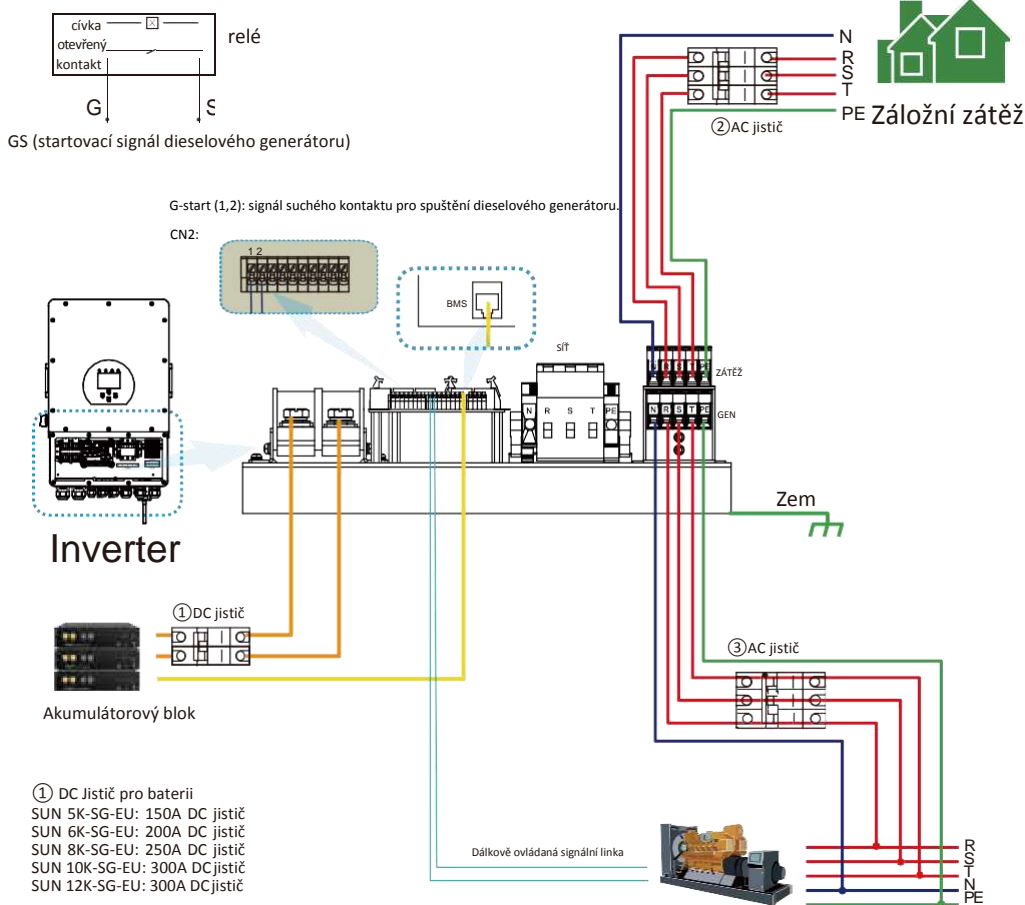 cívka
otevřený
kontakt
relé
G
S
GS (startovací signál dieselového generátoru)
N
R
S
T
PE
Záložní zátěž
②AC jistič
G-start (1,2): signál suchého kontaktu pro spuštění dieselového generátoru.
CN2:
1 2
BMS
SÍŤ
ZÁTĚŽ
N R S T PE
N R S T PE
GEN
Zem
Inverter
①DC jistič
Akumulátorový blok
③AC jistič
① DC Jistič pro baterii
SUN 5K-SG-EU: 150A DC jistič
SUN 6K-SG-EU: 200A DC jistič
SUN 8K-SG-EU: 250A DC jistič
SUN 10K-SG-EU: 300A DC jistič
SUN 12K-SG-EU: 300A DC jistič
Dálkově ovládaná signální linka
R
S
T
N
PE